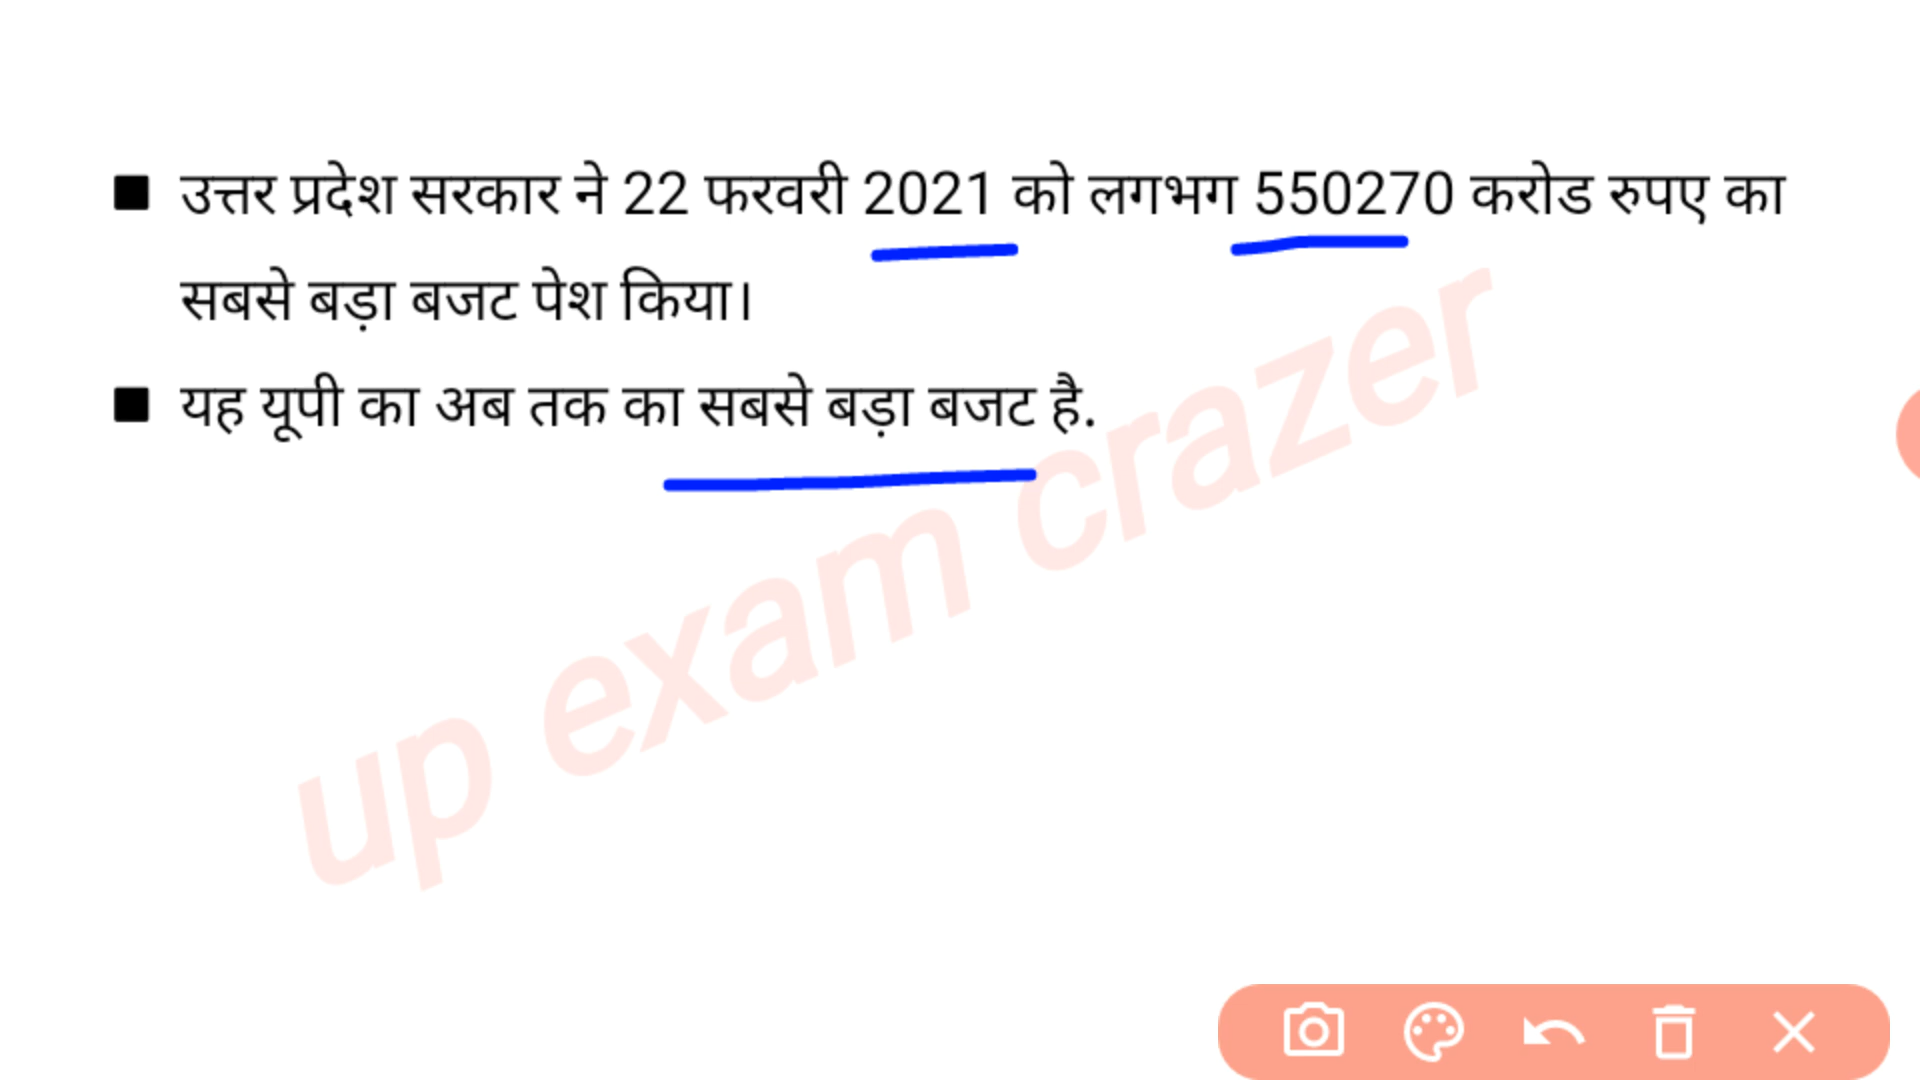 ■ उत्तर प्रदेश सरकार ने 22 फरवरी 2021 को लगभग 550270 करोड रुपए का
सबसे बड़ा बजट पेश किया।
■ यह यूपी का अब तक का सबसे बड़ा बजट है.
up exam crazer